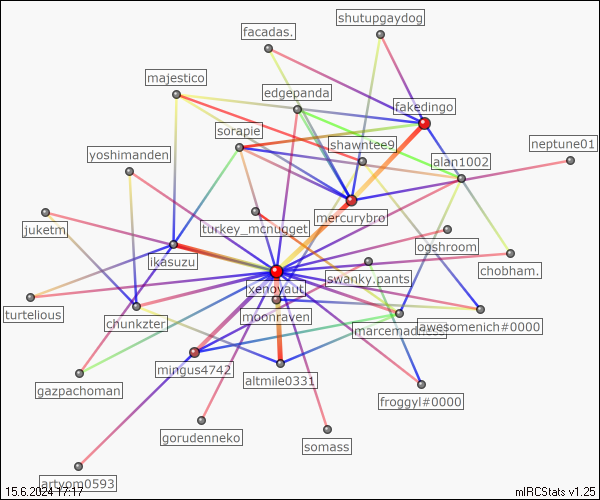 shutupgaydog
facadas.
majestico
edgepanda
fakedingo
sorapie
shawntee9
neptune01
yoshimanden
alan1002
mercurybro
turkey_mcnugget
juketm
ogshroom
ikasuzu
chobham.
swanky.pants
xenoyaut
turtelious
moonraven
chunkzter
awesomenich#0000
mingus4742
altmile0331
gazpachoman
froggyl#0000
gorudenneko
somass
artyom0593
15.6.2024 17:17
mIRCStats v1.25